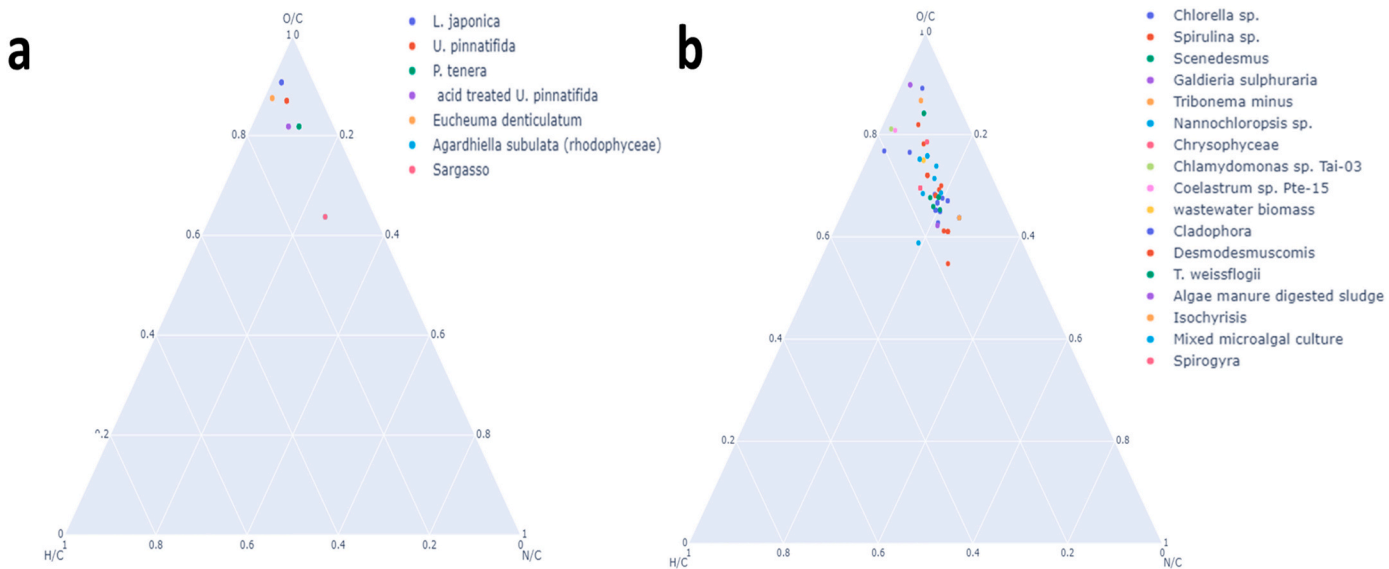 a
O/C
1 0
0.8
0.2
0.6
0.4
0.4
0.6
^.2
0.8
0
1
H/C
1
0.8
0.6
0.4
0.2
0
N/C
L. japonica
U. pinnatifida
P. tenera
acid treated U. pinnatifida
Eucheuma denticulatum
Agardhiella subulata (rhodophyceae)
Sargasso
b
O/C
1.0
0.8
0.2
0.6
0.4
0.4
0.6
0.2
0.8
0
1
H/C
1
0.8
0.6
0.4
0.2
0
N/C
Chlorella sp.
Spirulina sp.
Scenedesmus
Galdieria sulphuraria
Tribonema minus
Nannochloropsis sp.
Chrysophyceae
Chlamydomonas sp. Tai-03
Coelastrum sp. Pte-15
wastewater biomass
Cladophora
Desmodesmuscomis
T. weissflogii
Algae manure digested sludge
Isochyrisis
Mixed microalgal culture
Spirogyra